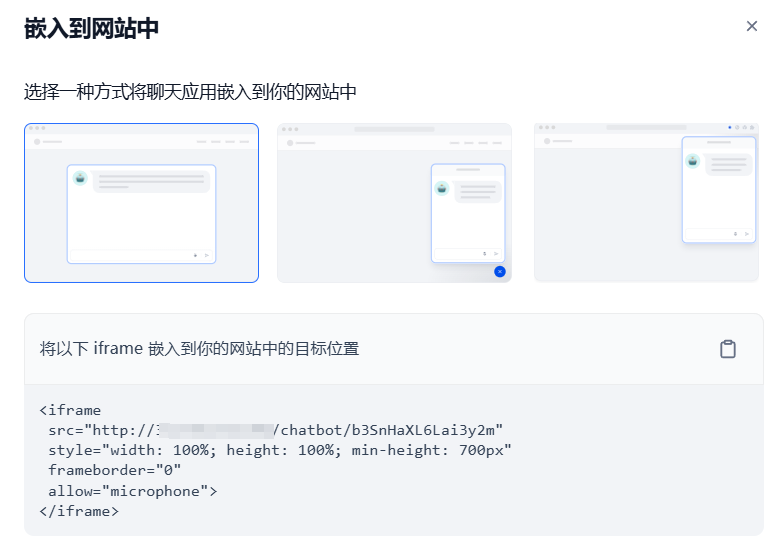 嵌入到网站中
选择一种方式将聊天应用嵌入到你的网站中
将以下 iframe 嵌入到你的网站中的目标位置
<iframe
src="http://3/chatbot/b3SnHaXL6Lai3y2m"
style="width: 100%; height: 100%; min-height: 700px"
frameborder="0"
allow="microphone">
</iframe>